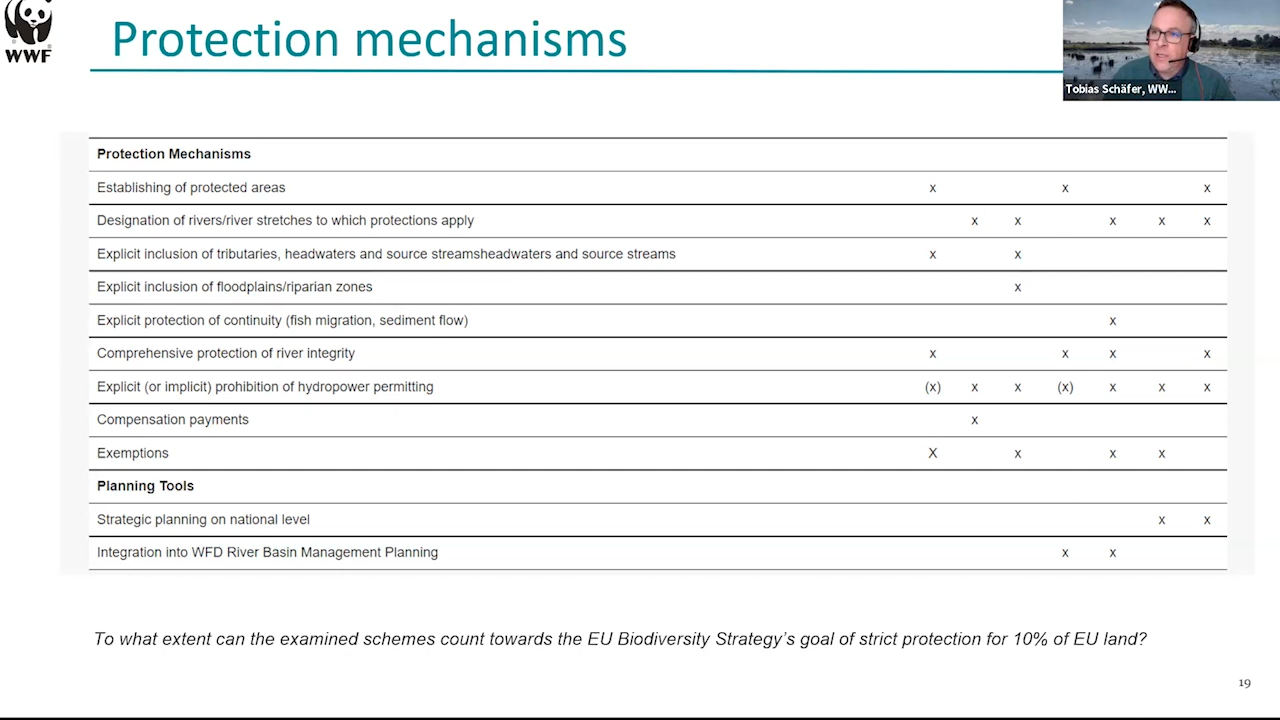 WWF
Protection mechanisms
Tobias Schäfer, WW...
Protection Mechanisms
Establishing of protected areas x x x
Designation of rivers/river stretches to which protections apply x x x x x
Explicit inclusion of tributaries, headwaters and source streamsheadwaters and source streams x x
Explicit inclusion of floodplains/riparian zones x
Explicit protection of continuity (fish migration, sediment flow) x
Comprehensive protection of river integrity x x x x
Explicit (or implicit) prohibition of hydropower permitting (x) x x (x) x x x
Compensation payments x
Exemptions X x x x
Planning Tools
Strategic planning on national level x x
Integration into WFD River Basin Management Planning x x
To what extent can the examined schemes count towards the EU Biodiversity Strategy's goal of strict protection for 10% of EU land?
19